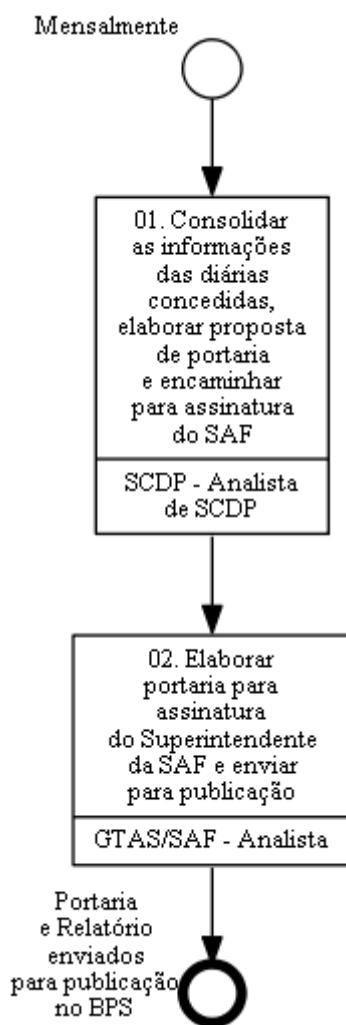 Mensalmente
01. Consolidar
as informações
das diárias
concedidas,
elaborar proposta
de portaria
e encaminhar
para assinatura
do SAF
SCDP - Analista
de SCDP
02. Elaborar
portaria para
assinatura
do Superintendente
da SAF e enviar
para publicação
GTAS/SAF - Analista
Portaria
e Relatório
enviados
para publicação
no BPS